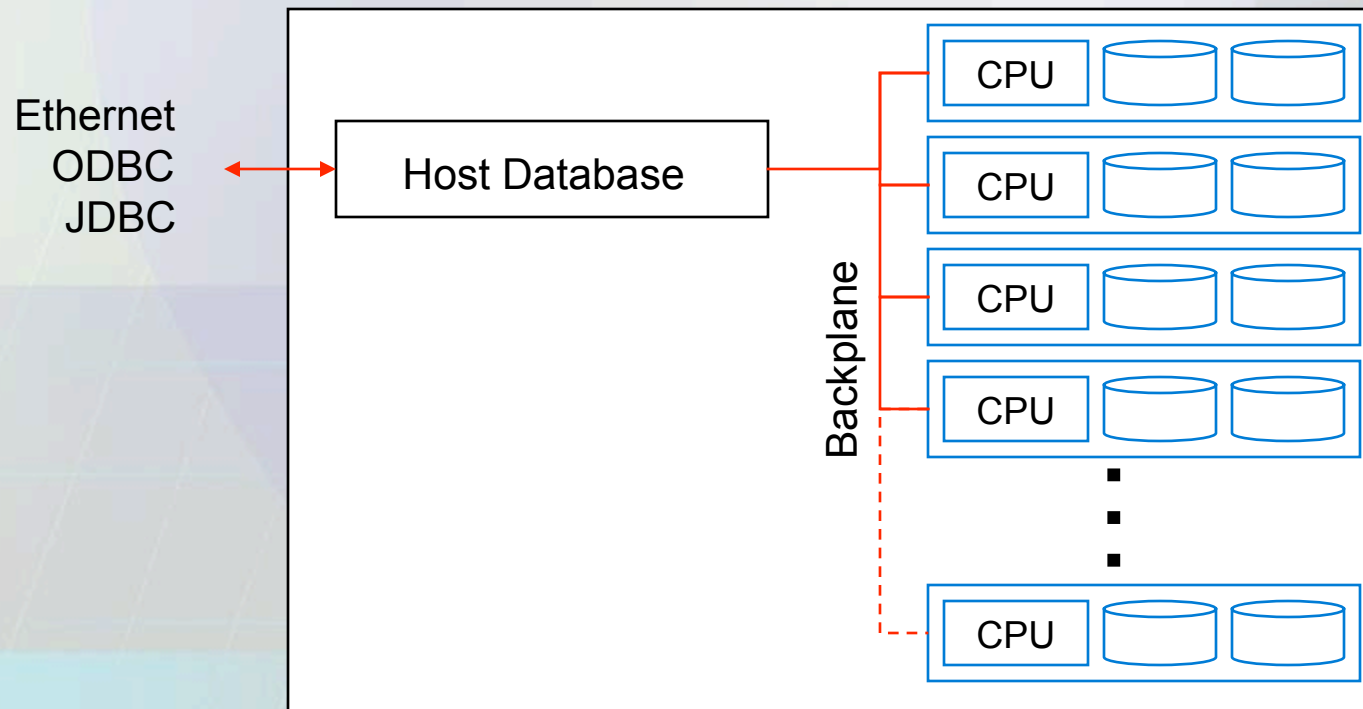 Ethernet
ODBC
JDBC
Host Database
Backplane
CPU
CPU
CPU
CPU
CPU